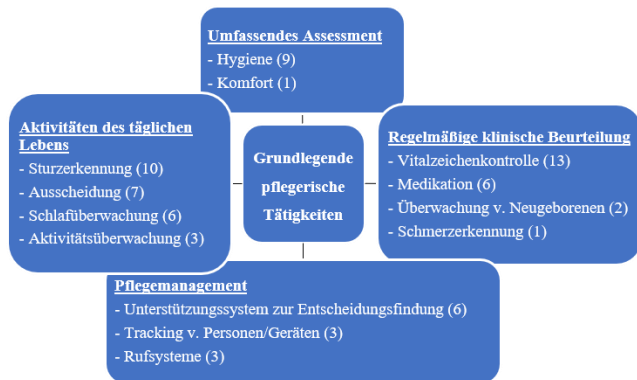 Umfassendes Assessment
- Hygiene (9)
- Komfort (1)
Aktivitäten des täglichen
Lebens
- Sturzerkennung (10)
- Ausscheidung (7)
- Schlafüberwachung (6)
- Aktivitätsüberwachung (3)
Grundlegende
pflegerische
Tätigkeiten
Regelmäßige klinische Beurteilung
- Vitalzeichenkontrolle (13)
- Medikation (6)
- Überwachung v. Neugeborenen (2)
- Schmerzerkennung (1)
Pflegemanagement
- Unterstützungssystem zur Entscheidungsfindung (6)
- Tracking v. Personen/Geräten (3)
- Rufsysteme (3)